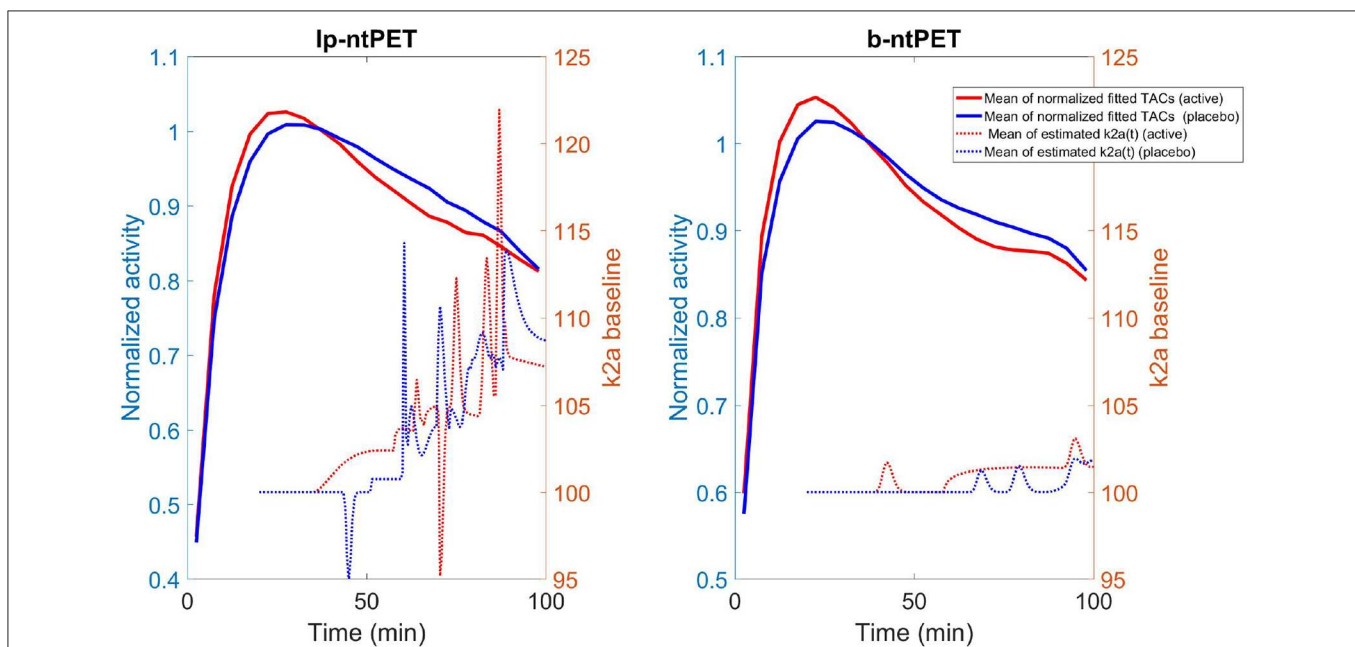 lp-ntPET
1.1
1
0.9
0.8
0.7
0.6
0.5
0.4
Normalized activity
125
120
115
110
105
100
95
k2a baseline
0
50
100
Time (min)
b-ntPET
1.1
1
0.9
0.8
0.7
0.6
0.5
Normalized activity
125
120
115
110
105
100
95
k2a baseline
0
50
100
Time (min)
Mean of normalized fitted TACs (active)
Mean of normalized fitted TACs (placebo)
Mean of estimated k2a(t) (active)
Mean of estimated k2a(t) (placebo)